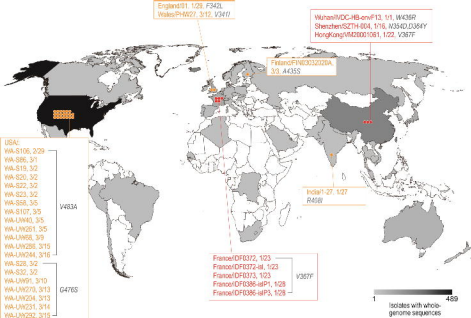 England/01, 1/29, F342L
Wales/PHW27, 3/12, V341I
Wuhan/IVDC-HB-envF13, 1/1, W436R
Shenzhen/SZTH-004, 1/16, N354D,D364Y
HongKong/VM20001061, 1/22, V367F
Finland/FIN03032020A,
3/3, A435S
USA/
WA-S106, 2/29
WA-S86, 3/1
WA-S19, 3/2
WA-S20, 3/2
WA-S22, 3/2
WA-S23, 3/2
WA-S58, 3/5
WA-S107, 3/5
WA-UW40, 3/5
WA-UW261, 3/5
WA-UW68, 3/9
WA-UW296, 3/15
WA-UW244, 3/16
V483A
WA-S28, 3/2
WA-S32, 3/2
WA-UW91, 3/10
WA-UW270, 3/13
WA-UW204, 3/13
WA-UW231, 3/14
WA-UW292, 3/15
G476S
India/1-27, 1/27
R408I
France/IDF0372, 1/23
France/IDF0372-isl, 1/23
France/IDF0373, 1/23
France/IDF0386-islP1, 1/28
France/IDF0386-islP3, 1/28
V367F
1 489
Isolates with whole-
genome sequences